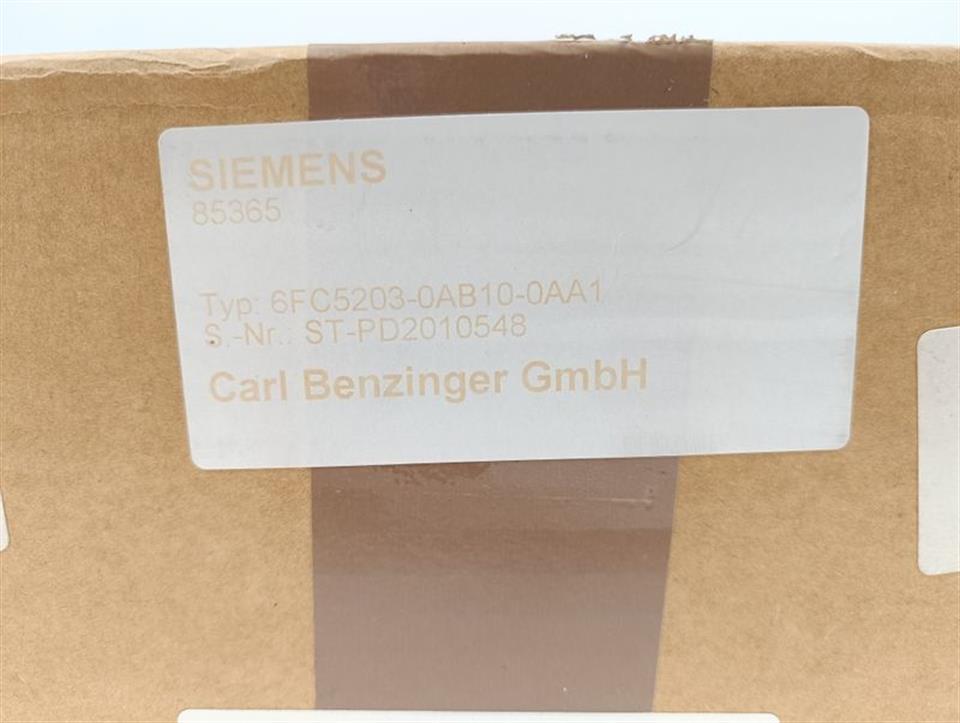 SIEMENS
85365
Typ: 6FC5203-0AB10-0AA1
S.-Nr.: ST-PD2010548
Carl Benzinger GmbH